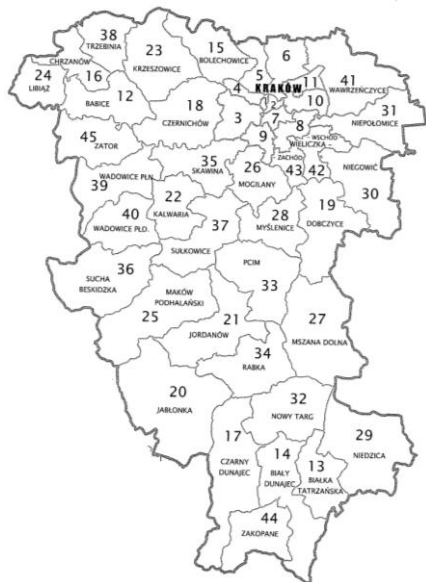 38
TRZEBINIA
23
KRZESZOWICE
15
BOLECHOWICE
6
CHRZANÓW
24
LIBIĄŻ
16
5
KRAKÓW
11
41
WAWRZEŃCZYCE
4
1
2
10
12
BABICE
18
CZERNICHÓW
3
7
8
31
NIEPOŁOMICE
9
WSCHÓD
WIELICZKA -
ZACHÓD
45
ZATOR
35
SKAWINA
26
MOGILANY
43
42
NIEGOWIĆ
WADOWICE PŁN.
39
22
KALWARIA
30
40
WADOWICE PŁD.
37
28
MYŚLENICE
19
DOBCZYCE
SUŁKOWICE
36
SUCHA
BESKIDZKA
PCIM
33
MAKÓW
PODHALAŃSKI
25
21
JORDANÓW
27
MSZANA DOLNA
34
RABKA
20
JABŁONKA
32
NOWY TARG
17
CZARNY
DUNAJEC
14
BIAŁY
DUNAJEC
13
BIAŁKA
TATRZAŃSKA
29
NIEDZICA
44
ZAKOPANE